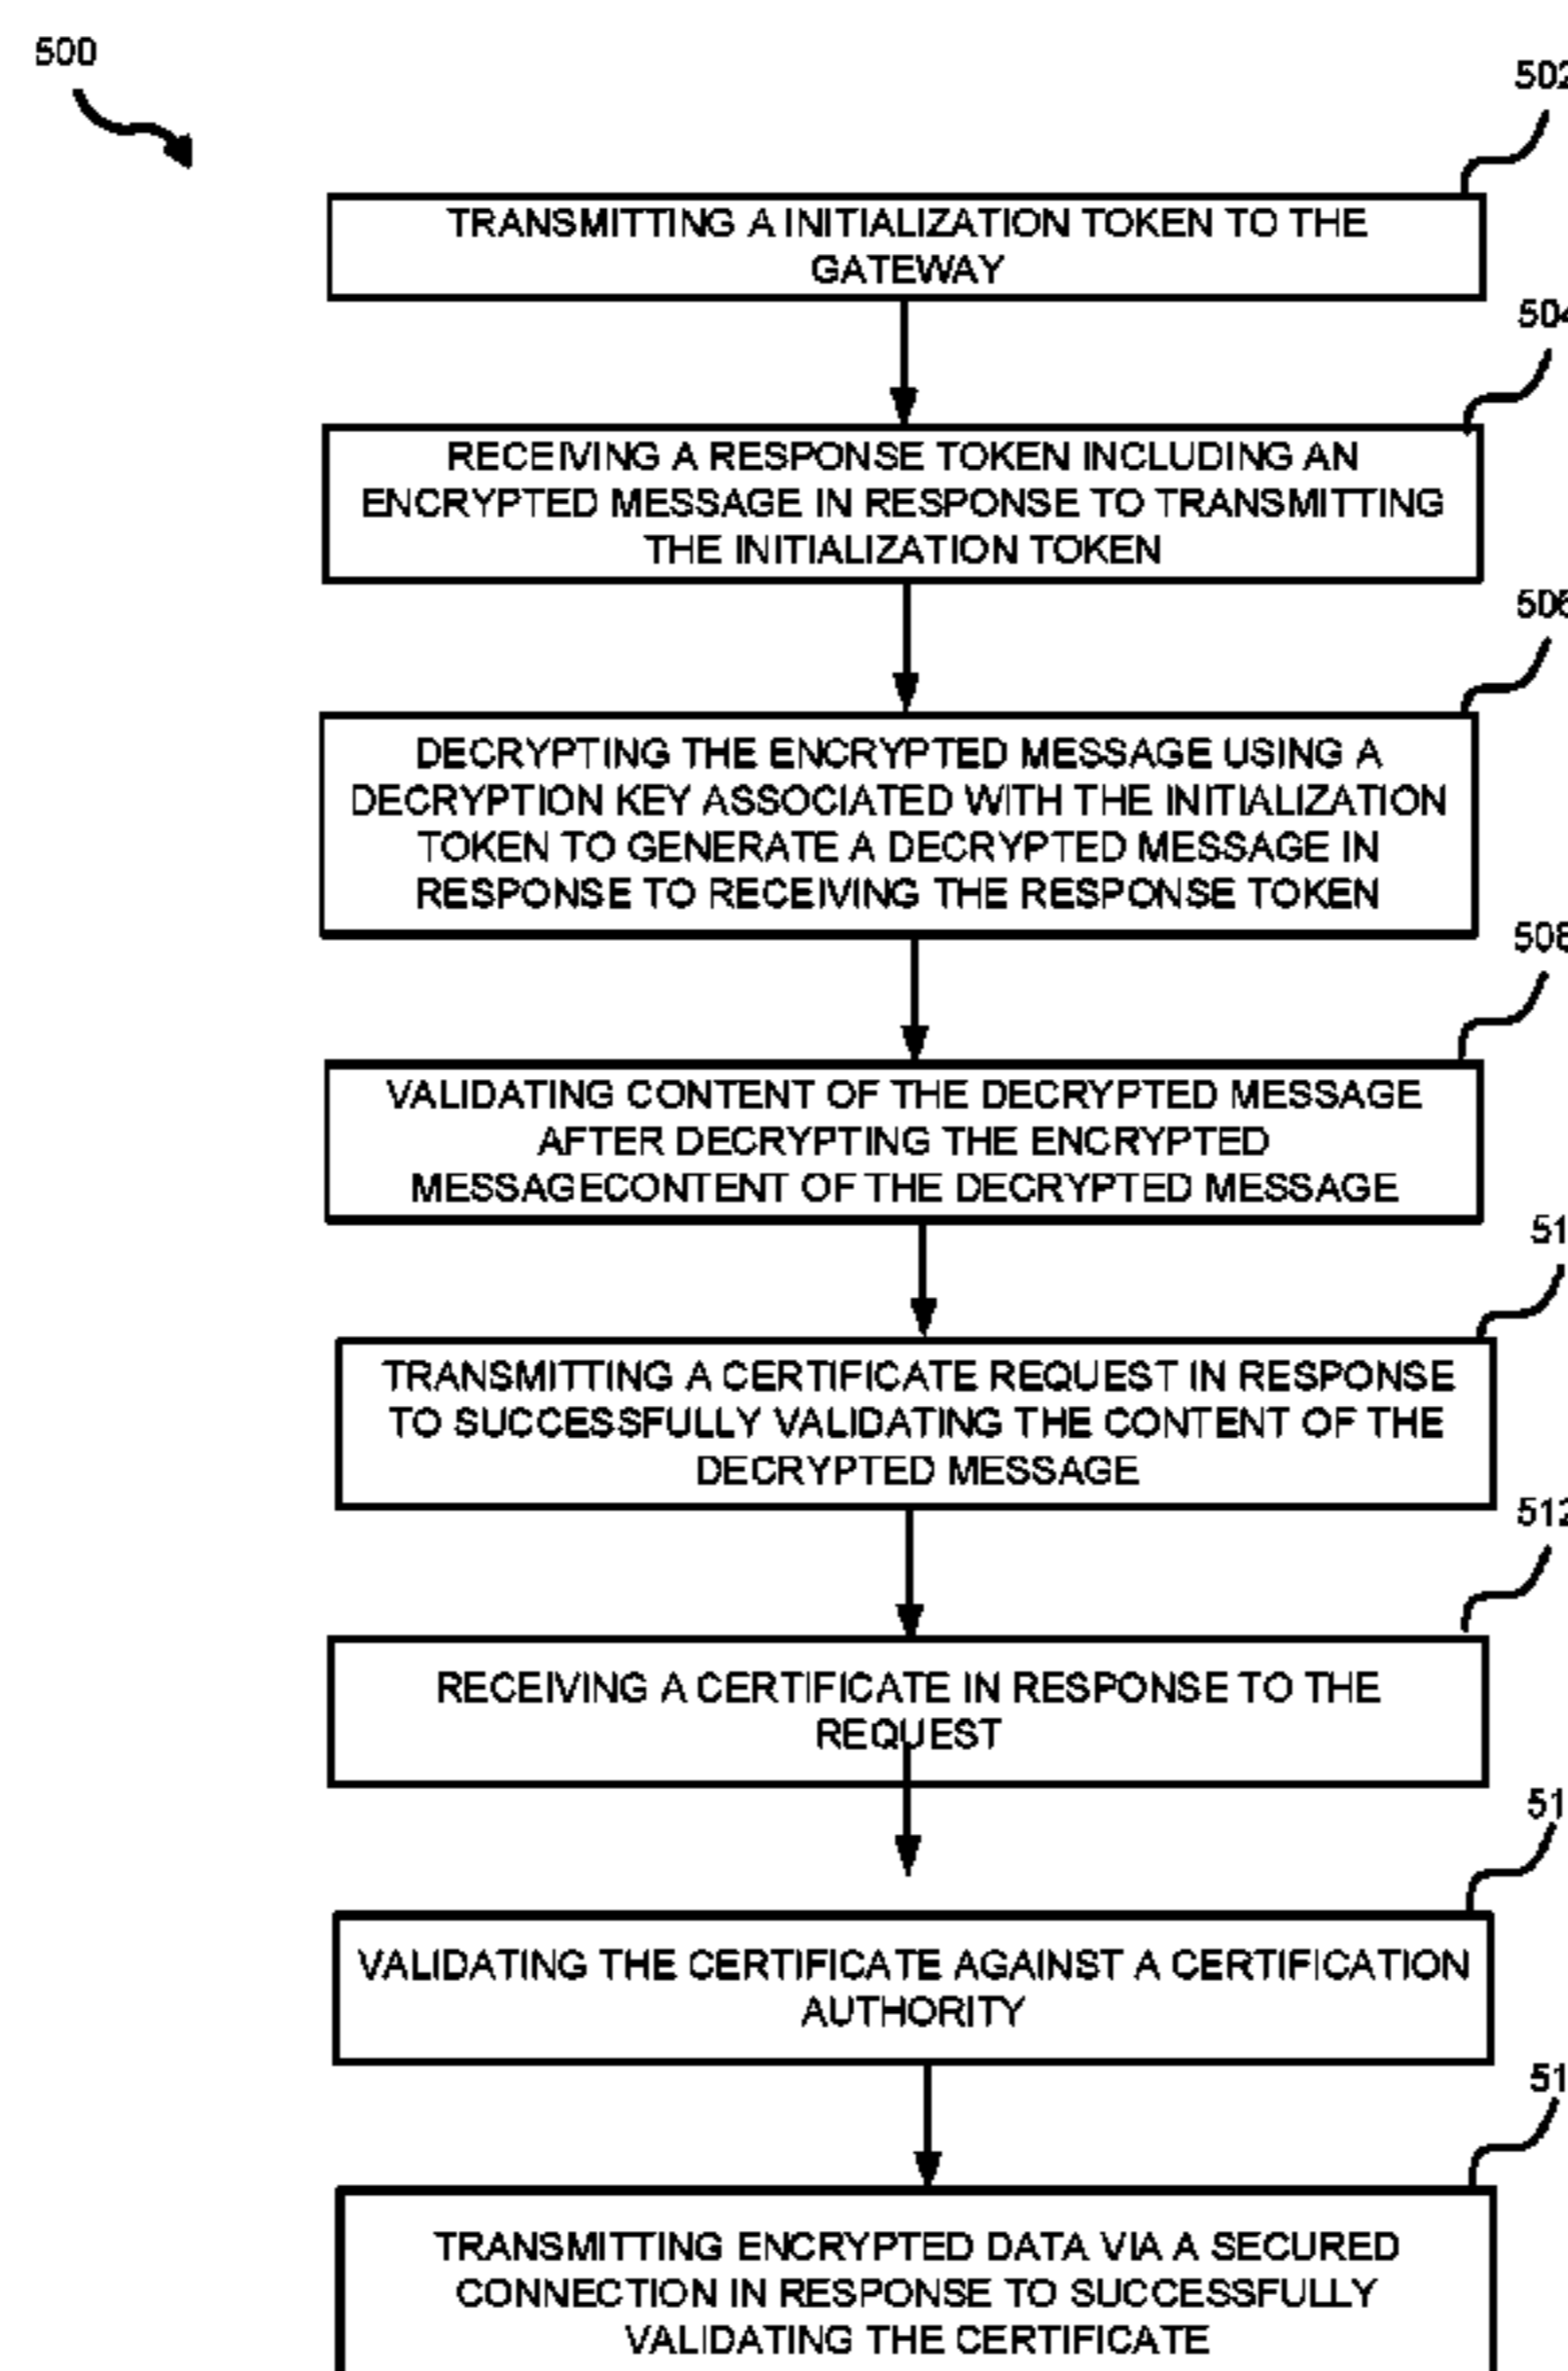 500
502
TRANSMITTING A INITIALIZATION TOKEN TO THE
GATEWAY
504
RECEIVING A RESPONSE TOKEN INCLUDING AN
ENCRYPTED MESSAGE IN RESPONSE TO TRANSMITTING
THE INITIALIZATION TOKEN
506
DECRYPTING THE ENCRYPTED MESSAGE USING A
DECRYPTION KEY ASSOCIATED WITH THE INITIALIZATION
TOKEN TO GENERATE A DECRYPTED MESSAGE IN
RESPONSE TO RECEIVING THE RESPONSE TOKEN
508
VALIDATING CONTENT OF THE DECRYPTED MESSAGE
AFTER DECRYPTING THE ENCRYPTED
MESSAGECONTENT OF THE DECRYPTED MESSAGE
51
TRANSMITTING A CERTIFICATE REQUEST IN RESPONSE
TO SUCCESSFULLY VALIDATING THE CONTENT OF THE
DECRYPTED MESSAGE
512
RECEIVING A CERTIFICATE IN RESPONSE TO THE
REQUEST
51
VALIDATING THE CERTIFICATE AGAINST A CERTIFICATION
AUTHORITY
51
TRANSMITTING ENCRYPTED DATA VIA A SECURED
CONNECTION IN RESPONSE TO SUCCESSFULLY
VALIDATING THE CERTIFICATE